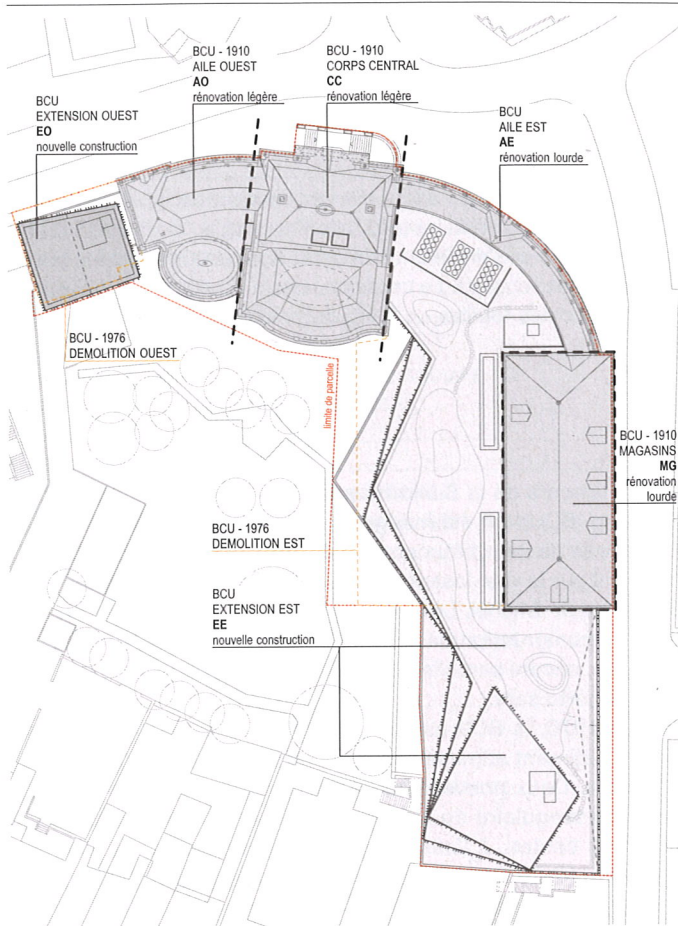 BCU - 1910
AILE OUEST
AO
rénovation légère
BCU - 1910
CORPS CENTRAL
CC
rénovation légère
BCU
EXTENSION OUEST
EO
nouvelle construction
BCU
AILE EST
AE
rénovation lourde
BCU - 1976
DEMOLITION OUEST
limite de parcelle
BCU - 1910
MAGASINS
MG
rénovation
lourde
BCU - 1976
DEMOLITION EST
BCU
EXTENSION EST
EE
nouvelle construction